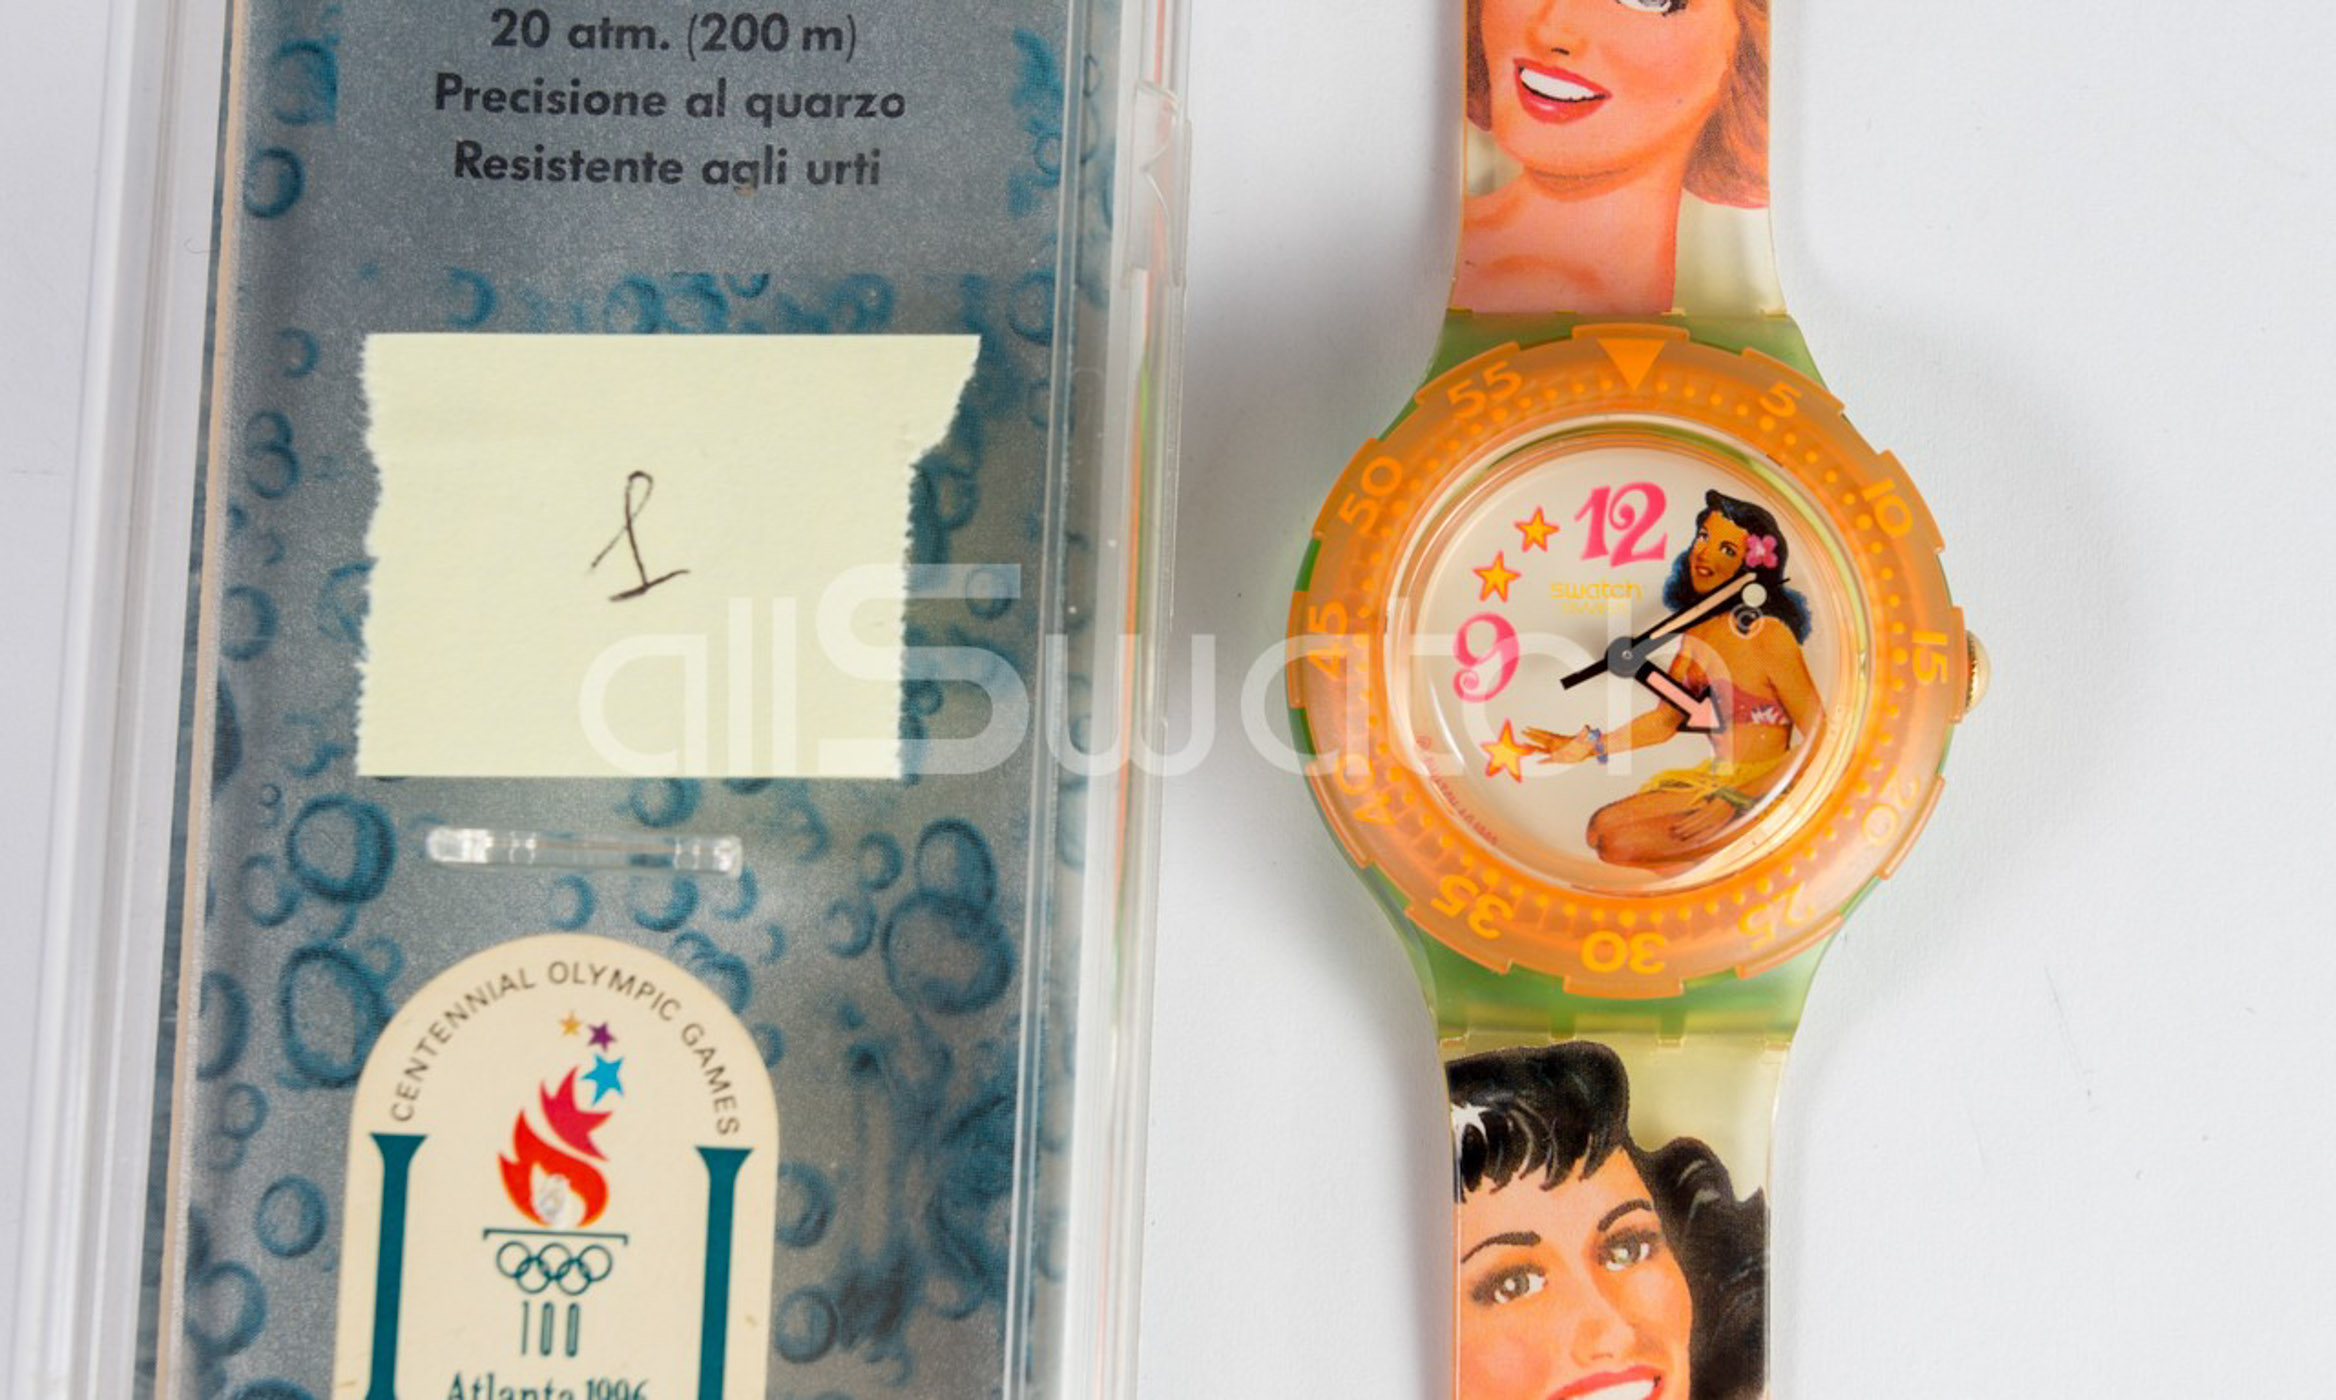 20 atm. (200 m)
Precisione al quarzo
Resistente agli urti
1
CENTENNIAL OLYMPIC GAMES
100
Atlanta 1996
allSwatch
55
5
50
10
45
15
40
20
35
25
30
12
swatch
9